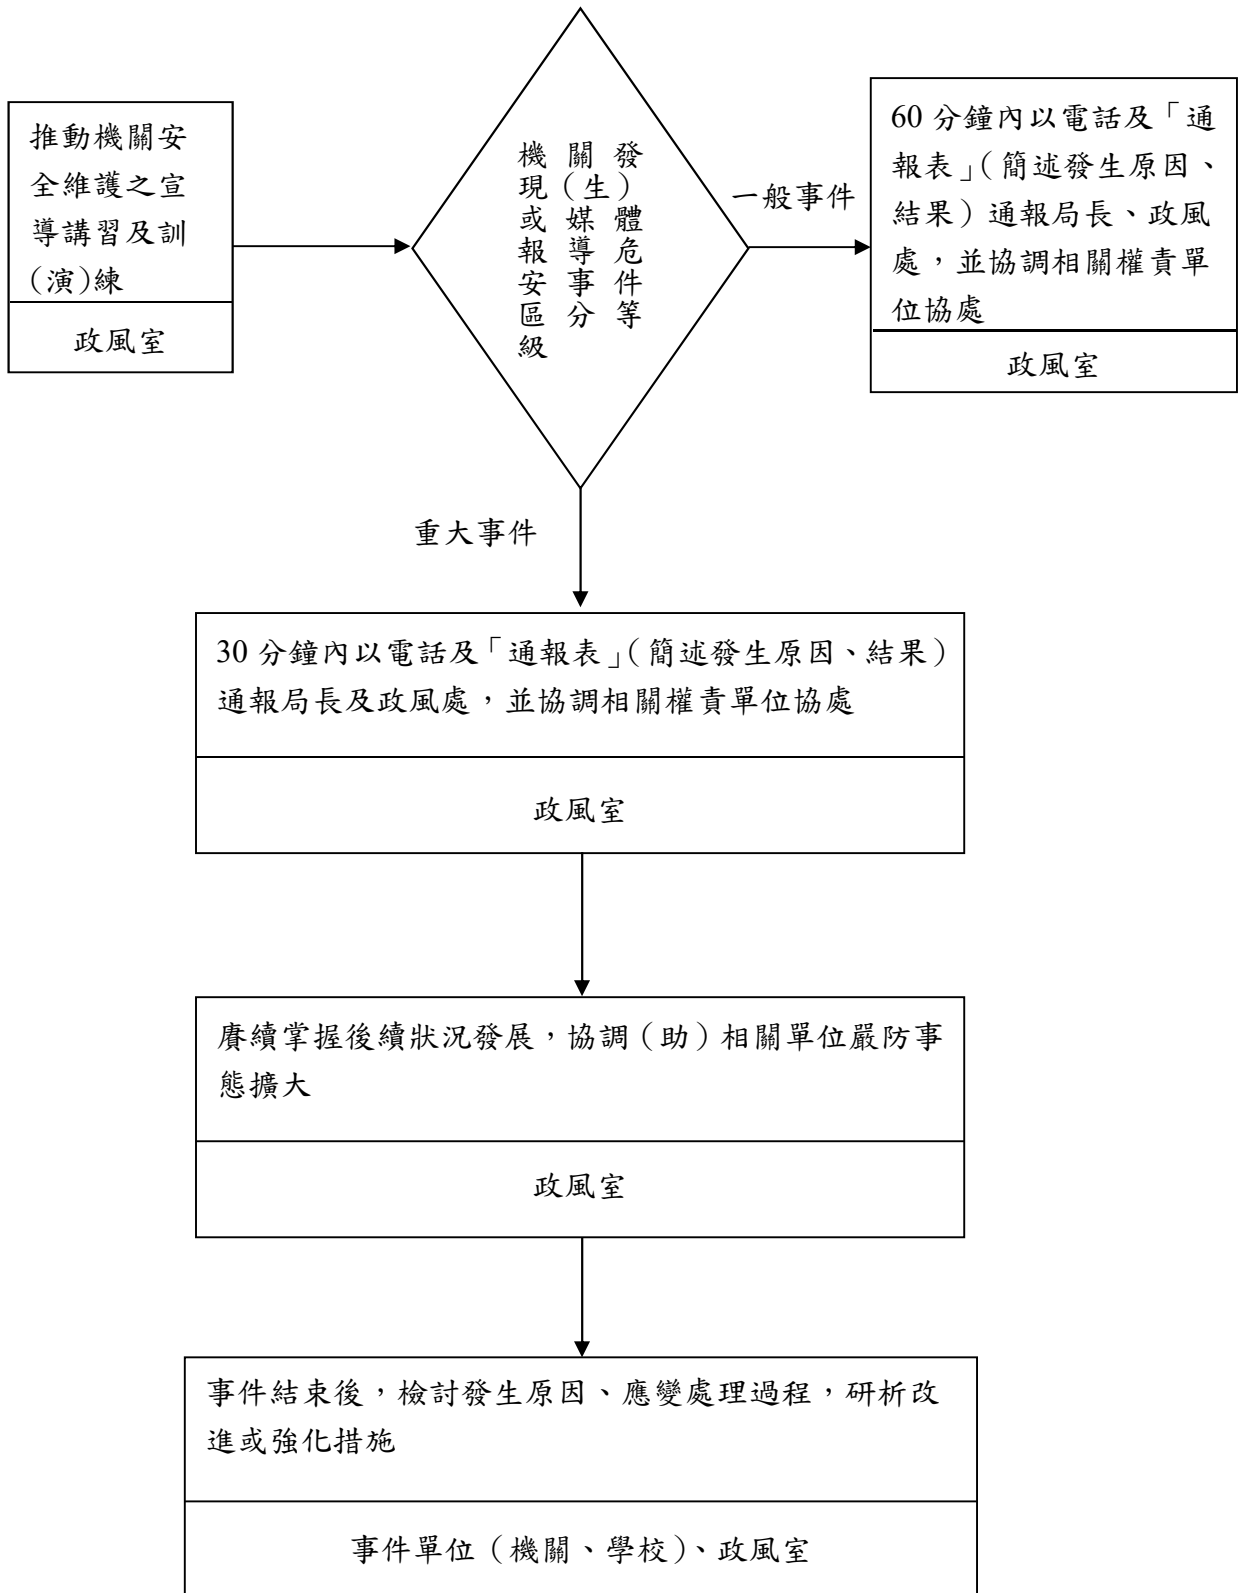 推動機關安
全維護之宣
導講習及訓
(演)練
政風室
機關發
現(生)
或媒體
報導危
安事件
區分等
級
一般事件
60 分鐘內以電話及「通
報表」(簡述發生原因、
結果)通報局長、政風
處,並協調相關權責單
位協處
政風室
重大事件
30 分鐘內以電話及「通報表」(簡述發生原因、結果)
通報局長及政風處,並協調相關權責單位協處
政風室
賡續掌握後續狀況發展,協調(助)相關單位嚴防事
態擴大
政風室
事件結束後,檢討發生原因、應變處理過程,研析改
進或強化措施
事件單位(機關、學校)、政風室